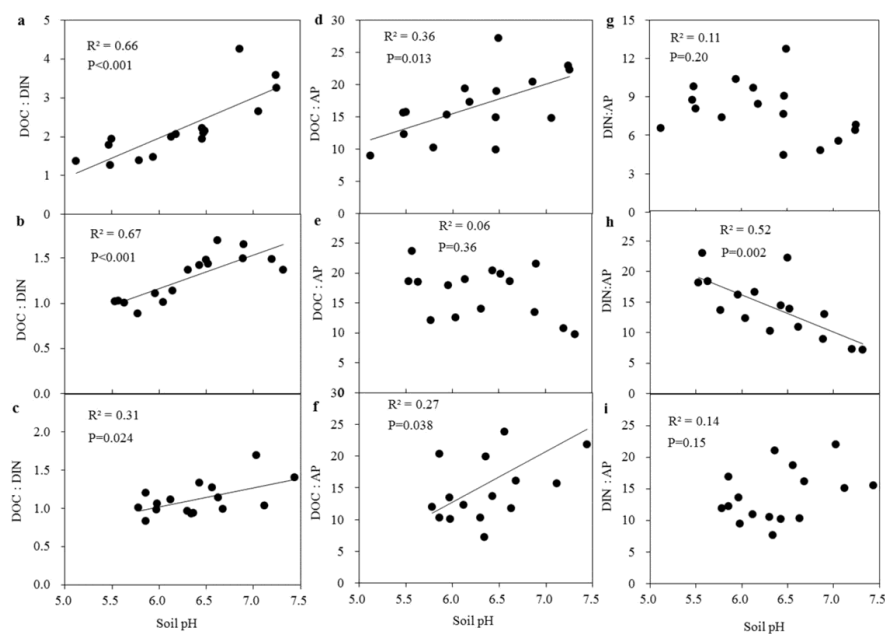 a
5
4
3
2
1
0
DOC : DIN
R² = 0.66
P<0.001
d
30
25
20
15
10
5
0
DOC : AP
R² = 0.36
P=0.013
g
15
12
9
6
3
0
DIN:AP
R² = 0.11
P=0.20
b
2.0
1.5
1.0
0.5
0.0
DOC : DIN
R² = 0.67
P<0.001
e
25
20
15
10
5
0
DOC : AP
R² = 0.06
P=0.36
h
25
20
15
10
5
0
DIN:AP
R² = 0.52
P=0.002
c
2.0
1.5
1.0
0.5
0.0
DOC : DIN
R² = 0.31
P=0.024
5.0 5.5 6.0 6.5 7.0 7.5
Soil pH
f
30
25
20
15
10
5
0
DOC : AP
R² = 0.27
P=0.038
5.0 5.5 6.0 6.5 7.0 7.5
Soil pH
i
25
20
15
10
5
0
DIN : AP
R² = 0.14
P=0.15
5.0 5.5 6.0 6.5 7.0 7.5
Soil pH